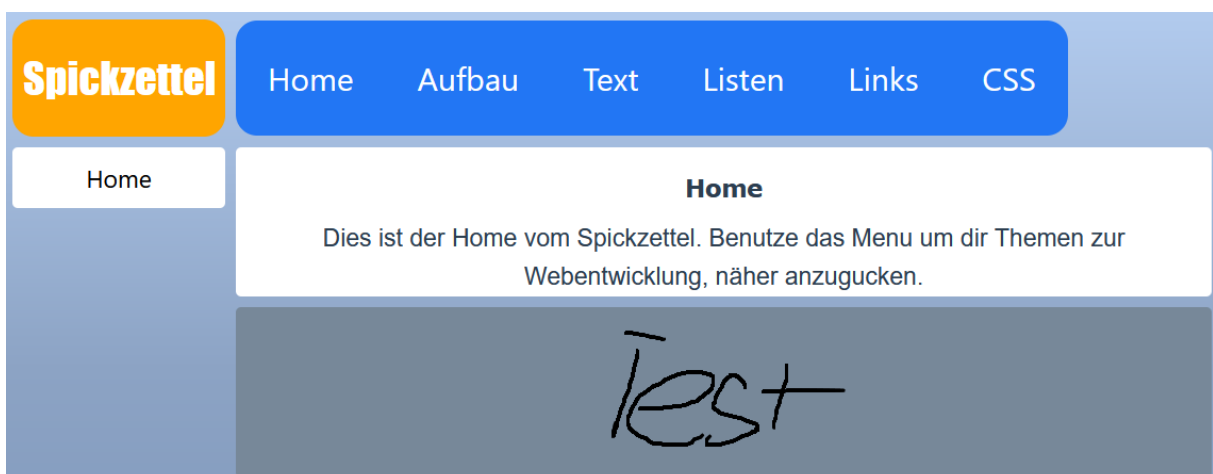 Spickzettel
Home Aufbau Text Listen Links CSS
Home
Home
Dies ist der Home vom Spickzettel. Benutze das Menu um dir Themen zur
Webentwicklung, näher anzugucken.
Test